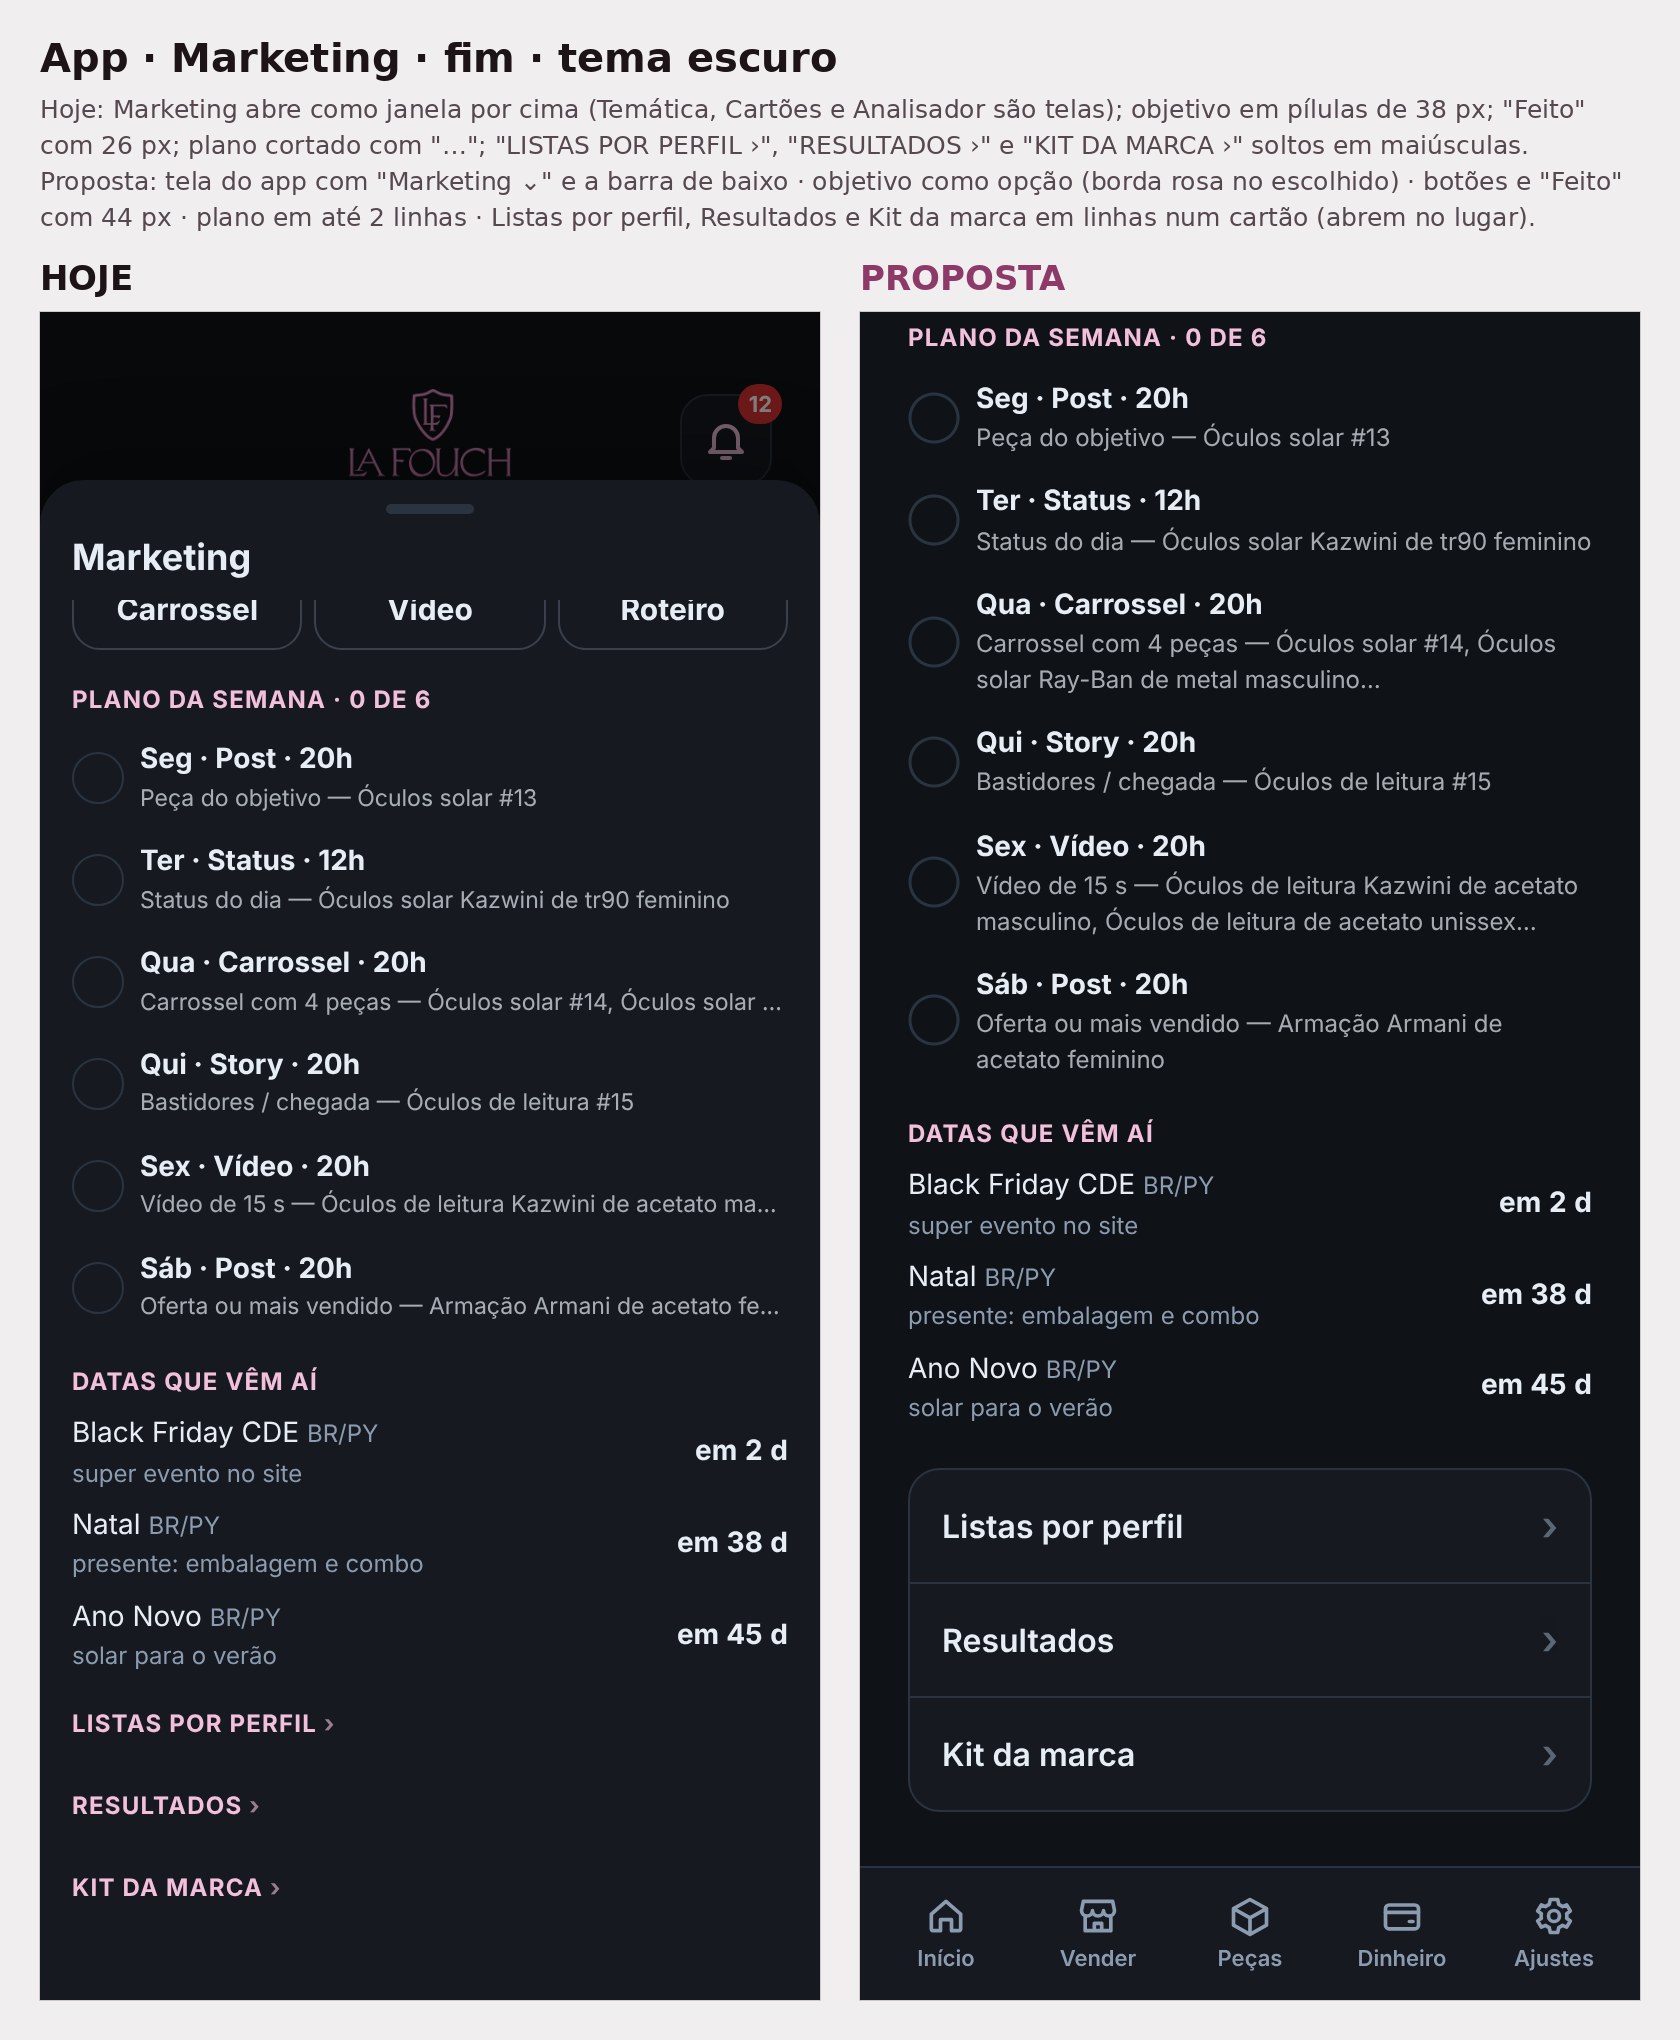 App · Marketing · fim · tema escuro
Hoje: Marketing abre como janela por cima (Temática, Cartões e Analisador são telas); objetivo em pílulas de 38 px; "Feito"
com 26 px; plano cortado com "…"; "LISTAS POR PERFIL ›", "RESULTADOS ›" e "KIT DA MARCA ›" soltos em maiúsculas.
Proposta: tela do app com "Marketing ⌄" e a barra de baixo · objetivo como opção (borda rosa no escolhido) · botões e "Feito"
com 44 px · plano em até 2 linhas · Listas por perfil, Resultados e Kit da marca em linhas num cartão (abrem no lugar).
HOJE
LF
LA FOUCH
12
Marketing
Carrossel
Vídeo
Roteiro
PLANO DA SEMANA · 0 DE 6
Seg · Post · 20h
Peça do objetivo — Óculos solar #13
Ter · Status · 12h
Status do dia — Óculos solar Kazwini de tr90 feminino
Qua · Carrossel · 20h
Carrossel com 4 peças — Óculos solar #14, Óculos solar ...
Qui · Story · 20h
Bastidores / chegada — Óculos de leitura #15
Sex · Vídeo · 20h
Vídeo de 15 s — Óculos de leitura Kazwini de acetato ma...
Sáb · Post · 20h
Oferta ou mais vendido — Armação Armani de acetato fe...
DATAS QUE VÊM AÍ
Black Friday CDE BR/PY
super evento no site
em 2 d
Natal BR/PY
presente: embalagem e combo
em 38 d
Ano Novo BR/PY
solar para o verão
em 45 d
LISTAS POR PERFIL ›
RESULTADOS ›
KIT DA MARCA ›
PROPOSTA
PLANO DA SEMANA · 0 DE 6
Seg · Post · 20h
Peça do objetivo — Óculos solar #13
Ter · Status · 12h
Status do dia — Óculos solar Kazwini de tr90 feminino
Qua · Carrossel · 20h
Carrossel com 4 peças — Óculos solar #14, Óculos
solar Ray-Ban de metal masculino...
Qui · Story · 20h
Bastidores / chegada — Óculos de leitura #15
Sex · Vídeo · 20h
Vídeo de 15 s — Óculos de leitura Kazwini de acetato
masculino, Óculos de leitura de acetato unissex...
Sáb · Post · 20h
Oferta ou mais vendido — Armação Armani de
acetato feminino
DATAS QUE VÊM AÍ
Black Friday CDE BR/PY
super evento no site
em 2 d
Natal BR/PY
presente: embalagem e combo
em 38 d
Ano Novo BR/PY
solar para o verão
em 45 d
Listas por perfil ›
Resultados ›
Kit da marca ›
Início
Vender
Peças
Dinheiro
Ajustes